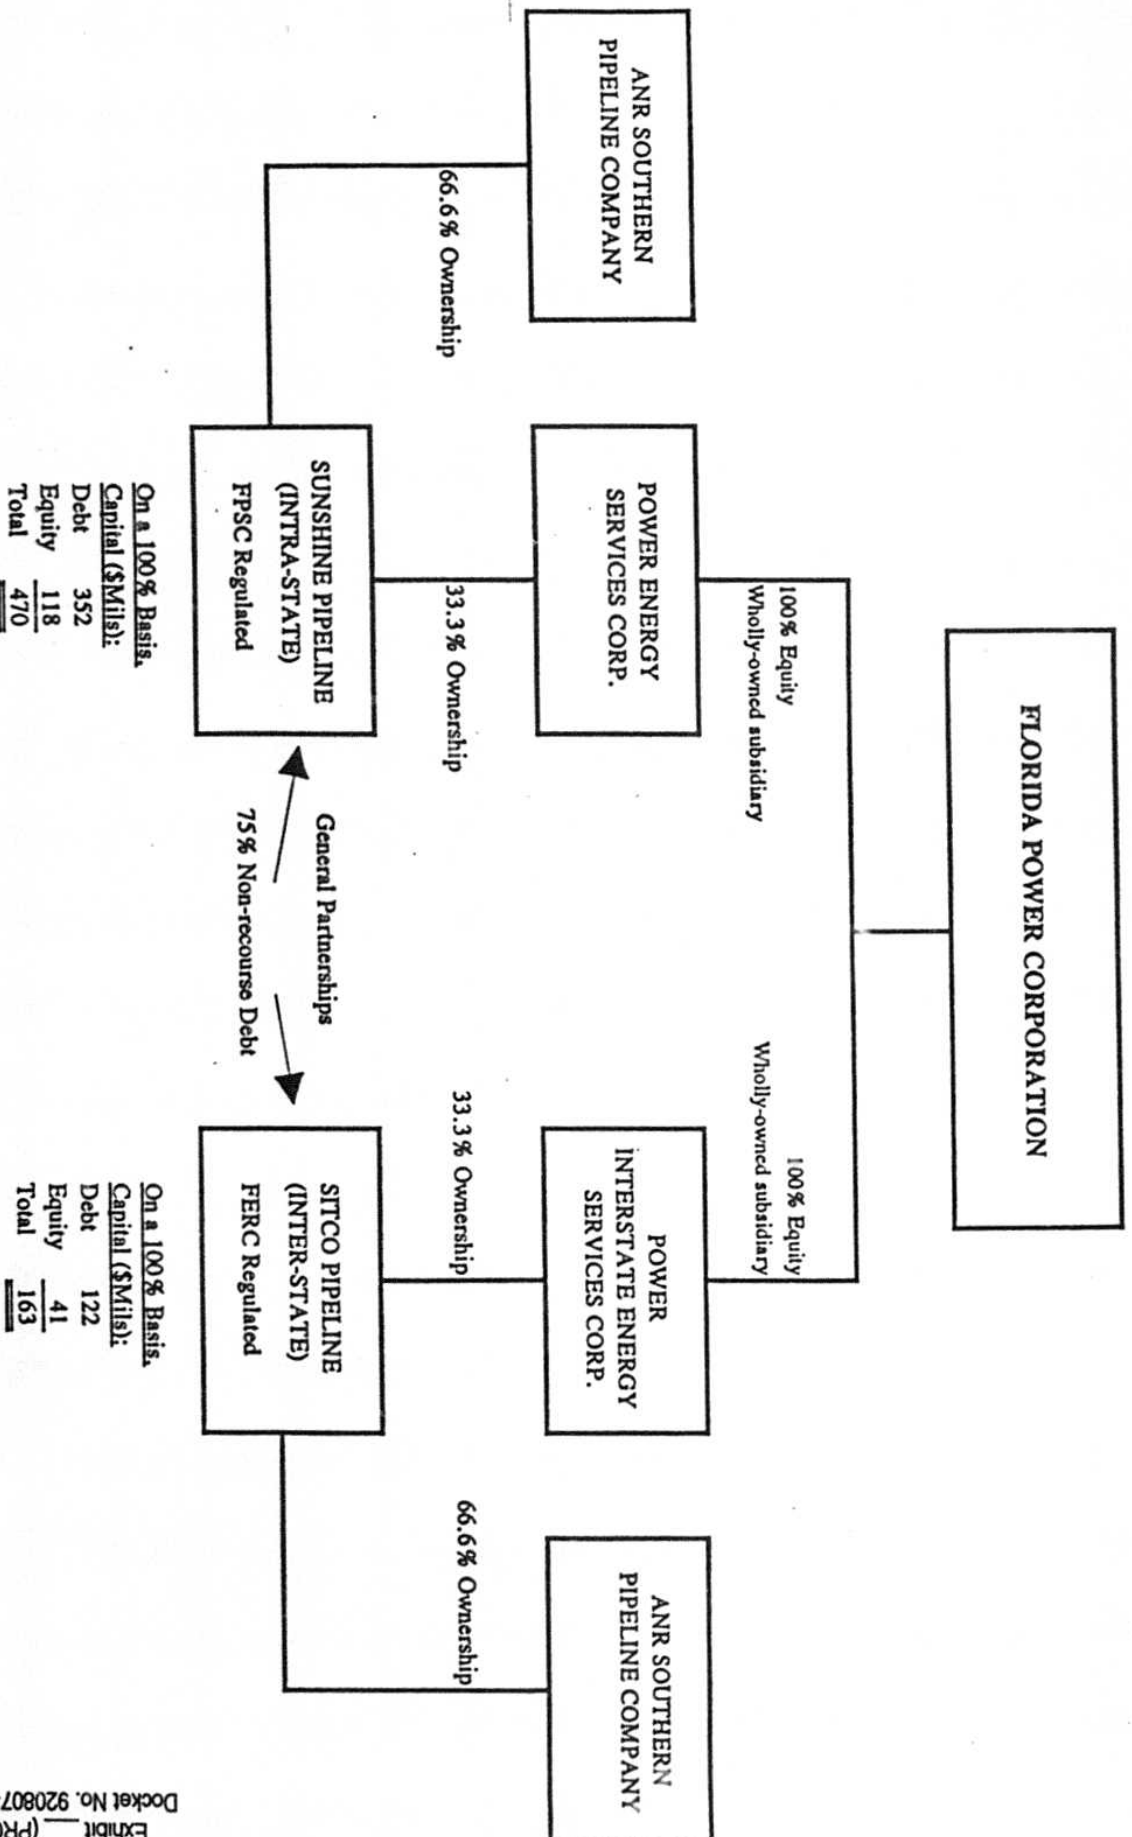 FLORIDA POWER CORPORATION
100% Equity
Wholly-owned subsidiary
100% Equity
Wholly-owned subsidiary
ANR SOUTHERN
PIPELINE COMPANY
POWER ENERGY
SERVICES CORP.
POWER
INTERSTATE ENERGY
SERVICES CORP.
ANR SOUTHERN
PIPELINE COMPANY
66.6% Ownership
33.3% Ownership
33.3% Ownership
66.6% Ownership
SUNSHINE PIPELINE
(INTRA-STATE)
FPSC Regulated
General Partnerships
75% Non-recourse Debt
SITCO PIPELINE
(INTER-STATE)
FERC Regulated
On a 100% Basis,
Capital ($Mils):
Debt 352
Equity 118
Total 470
On a 100% Basis,
Capital ($Mils):
Debt 122
Equity 41
Total 163
Exhibit
Docket No.